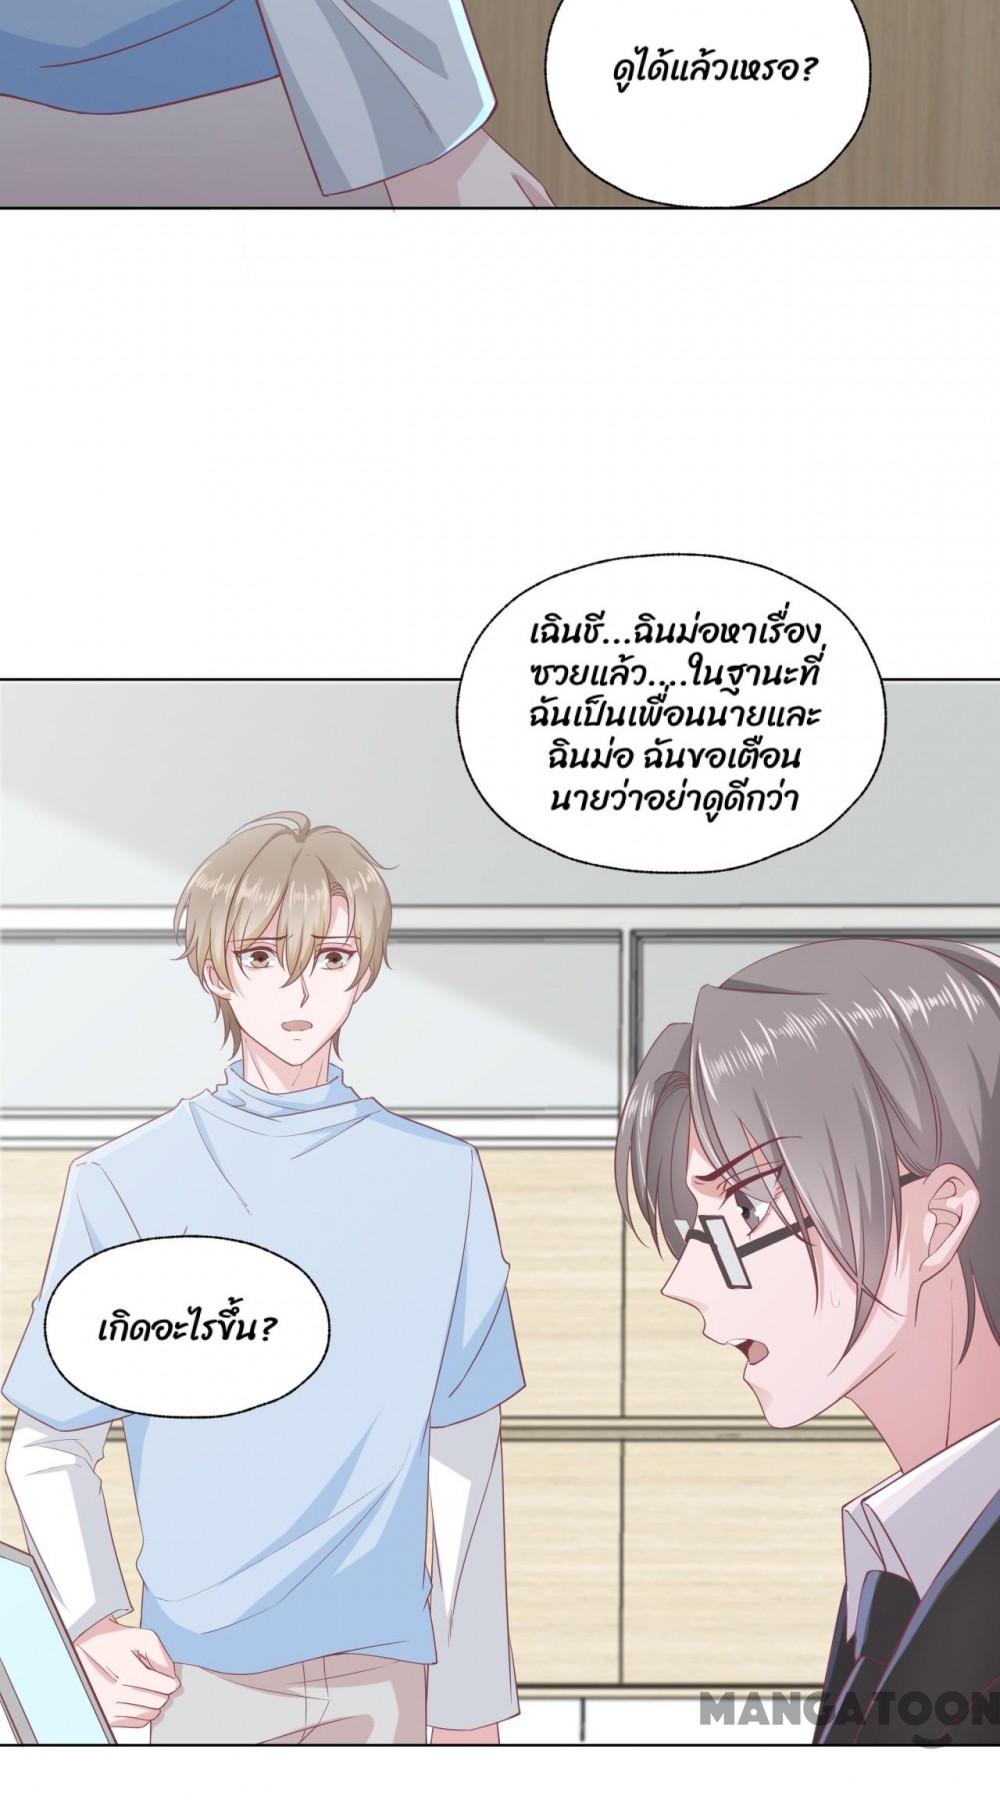 ดูได้แล้วเหรอ?
เฉินชี...ฉินม่อหาเรื่อง
ซวยแล้ว....ในฐานะที่
ฉันเป็นเพื่อนนายและ
ฉินม่อ ฉันขอเตือน
นายว่าอย่าดูดีกว่า
เกิดอะไรขึ้น?
MANGATOON